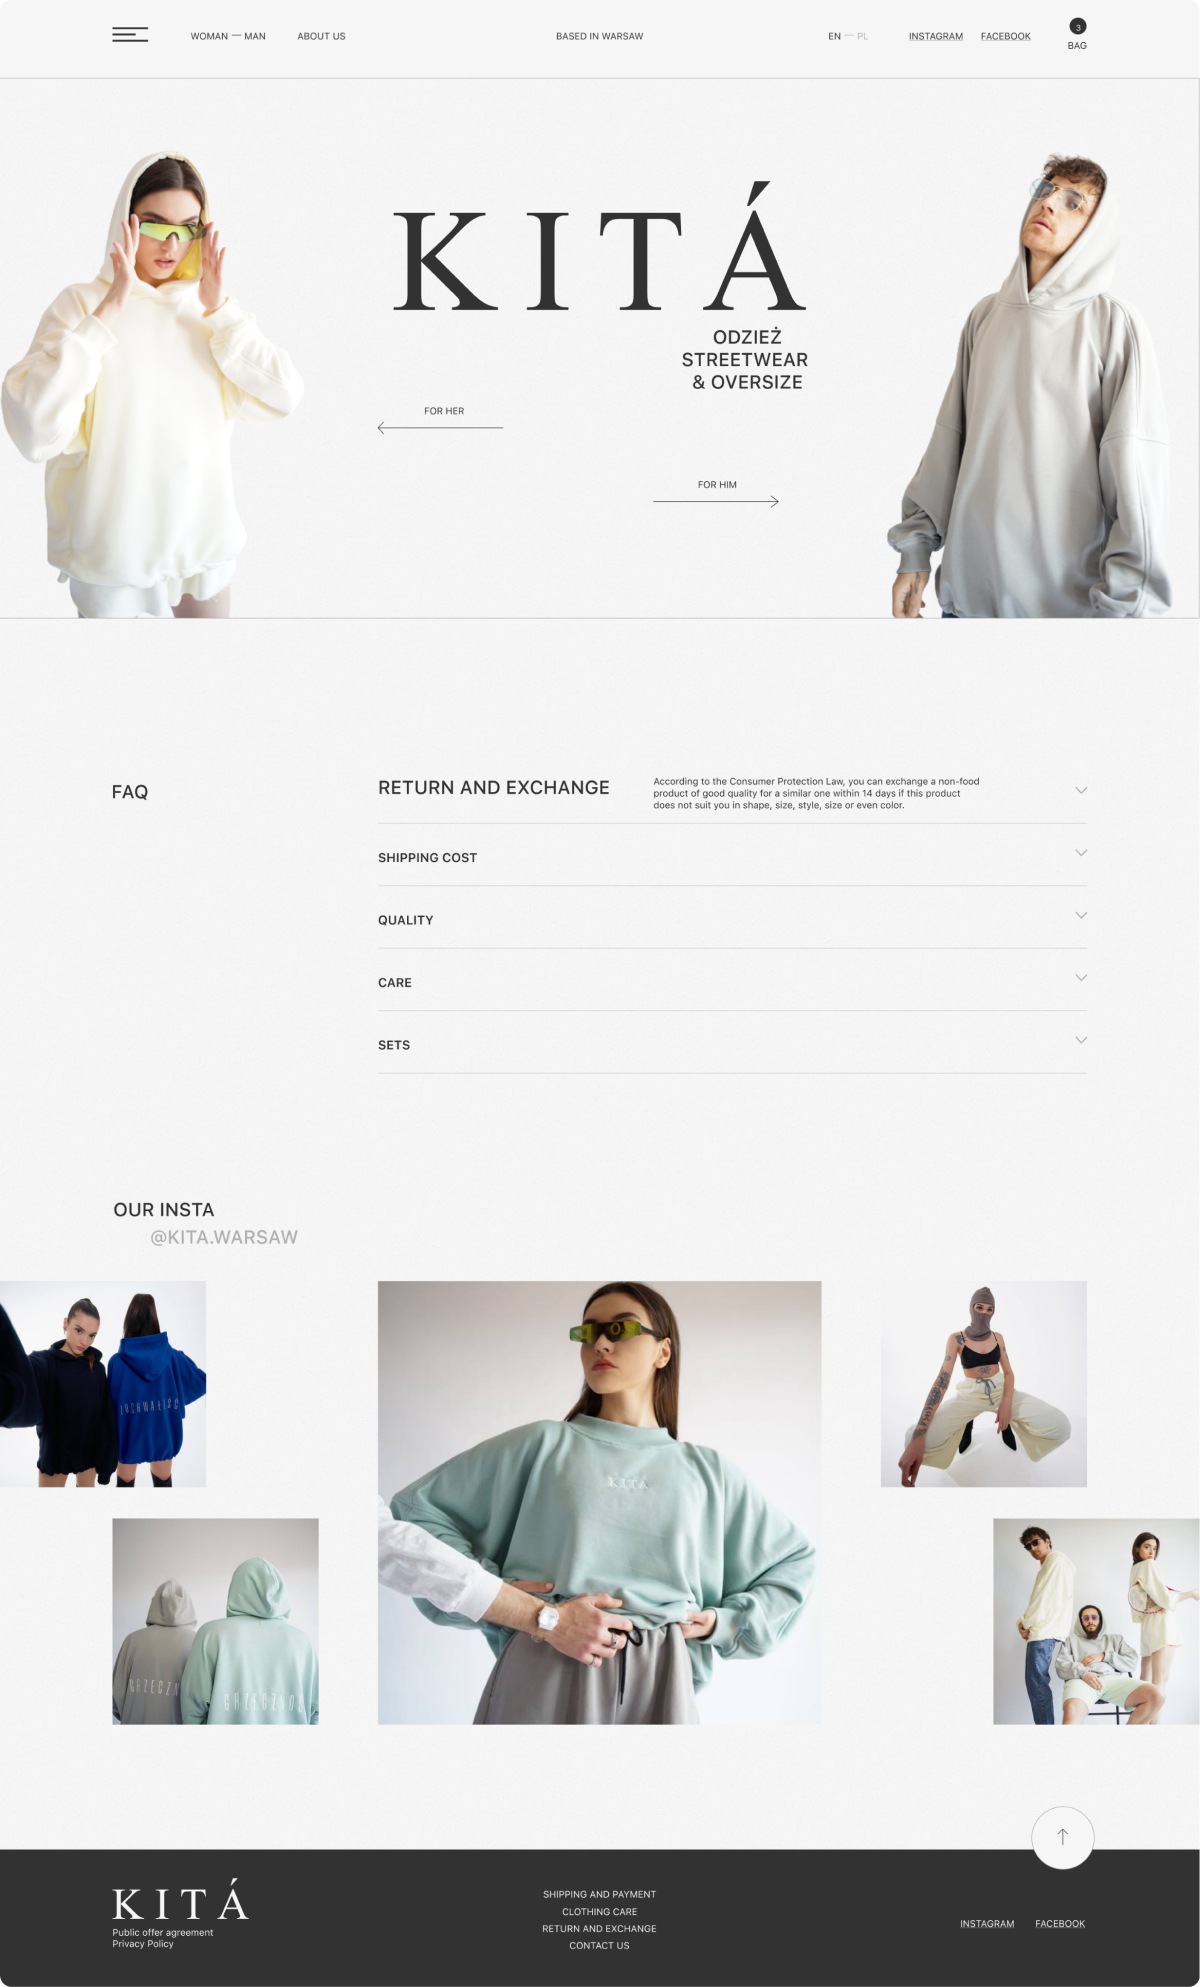 WOMAN — MAN
ABOUT US
BASED IN WARSAW
EN — PL
INSTAGRAM
FACEBOOK
3
BAG
KITÁ
ODZIEŻ
STREETWEAR
& OVERSIZE
FOR HER
FOR HIM
FAQ
RETURN AND EXCHANGE
According to the Consumer Protection Law, you can exchange a non-food
product of good quality for a similar one within 14 days if this product
does not suit you in shape, size, style, size or even color.
SHIPPING COST
QUALITY
CARE
SETS
OUR INSTA
@KITA.WARSAW
KITÁ
KITÁ
Public offer agreement
Privacy Policy
SHIPPING AND PAYMENT
CLOTHING CARE
RETURN AND EXCHANGE
CONTACT US
INSTAGRAM
FACEBOOK